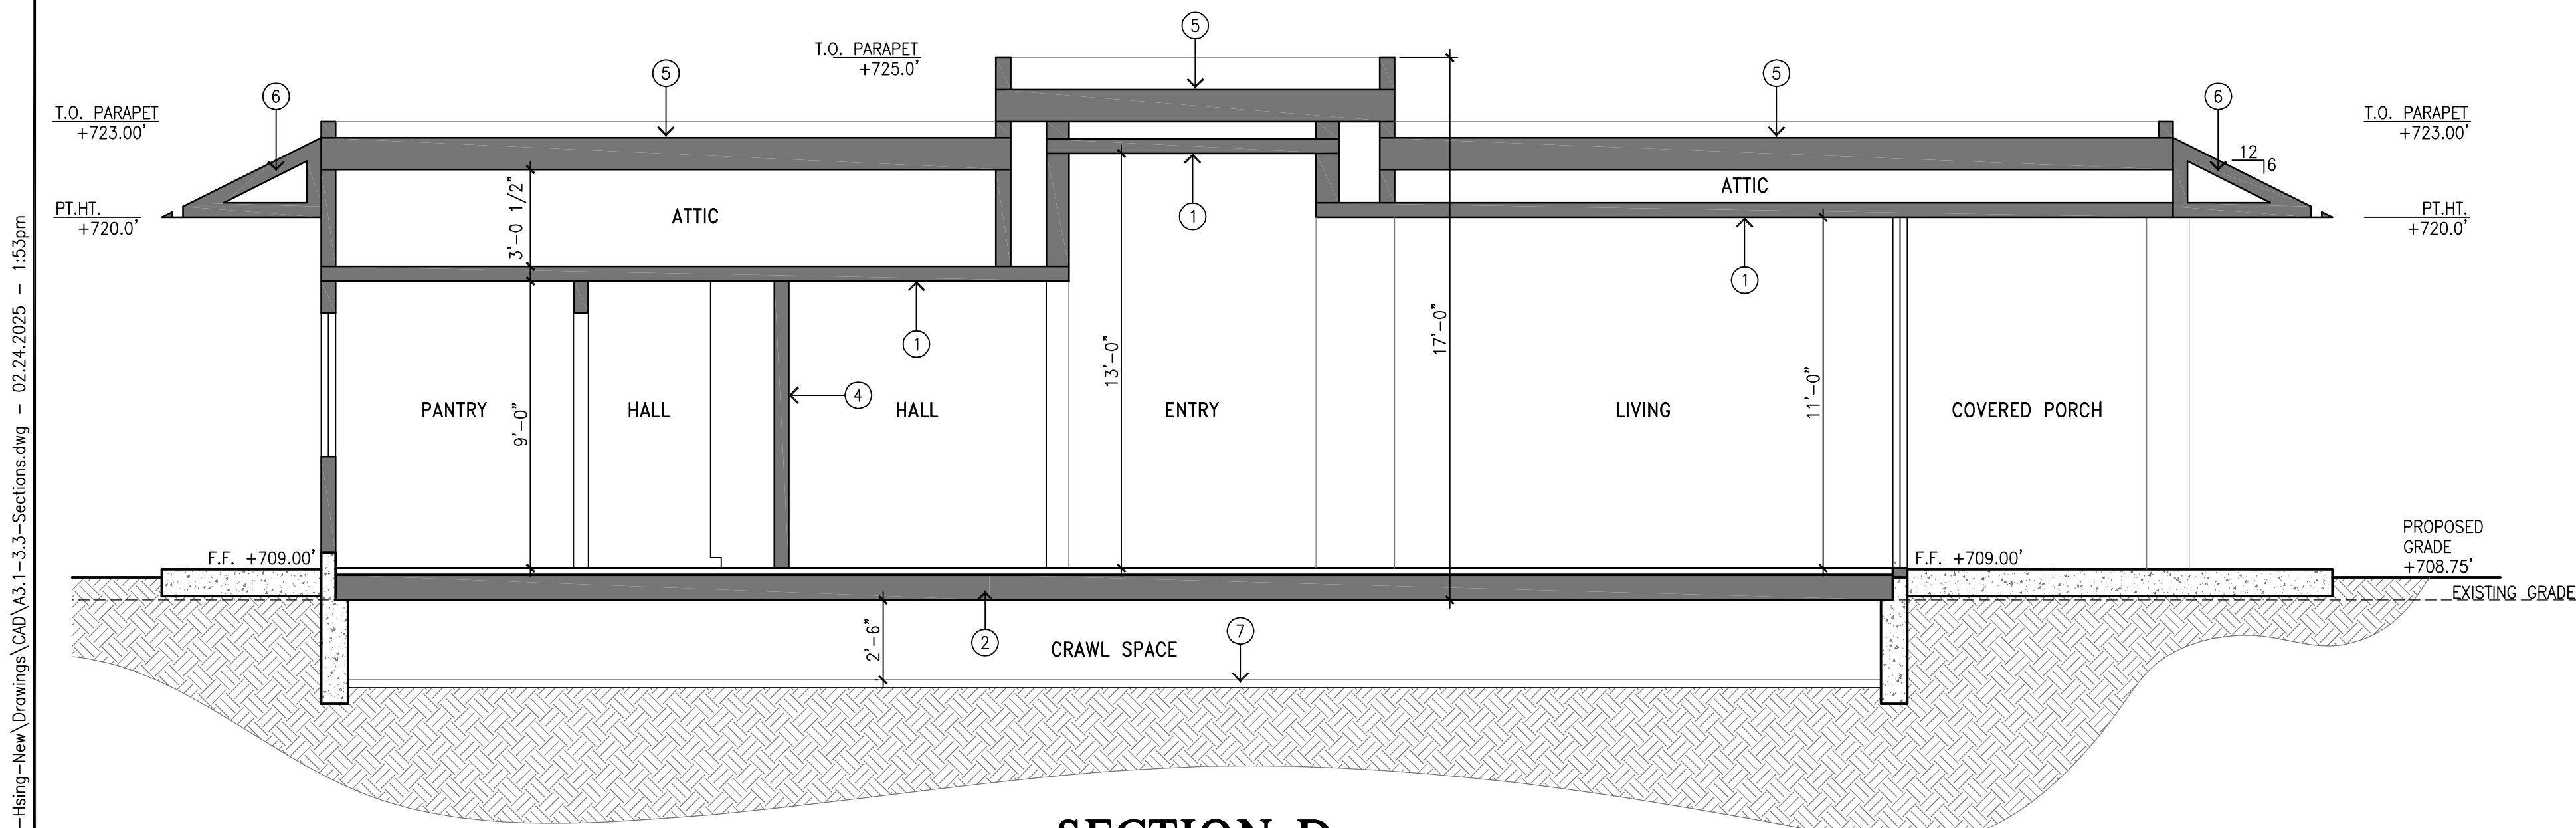 5
T.O. PARAPET
+725.0'
5
5
6
6
T.O. PARAPET
+723.00'
T.O. PARAPET
+723.00'
12
6
ATTIC
3'-0 1/2"
ATTIC
PT.HT.
+720.0'
1
PT.HT.
+720.0'
1
1
17'-0"
13'-0"
11'-0"
4
9'-0"
PANTRY
HALL
HALL
ENTRY
LIVING
COVERED PORCH
F.F. +709.00'
F.F. +709.00'
PROPOSED
GRADE
+708.75'
EXISTING GRADE
2'-6"
2
CRAWL SPACE
7
SECTION D
-Hsing-New\Drawings\CAD\A3.1-3.3-Sections.dwg - 02.24.2025 - 1:53pm